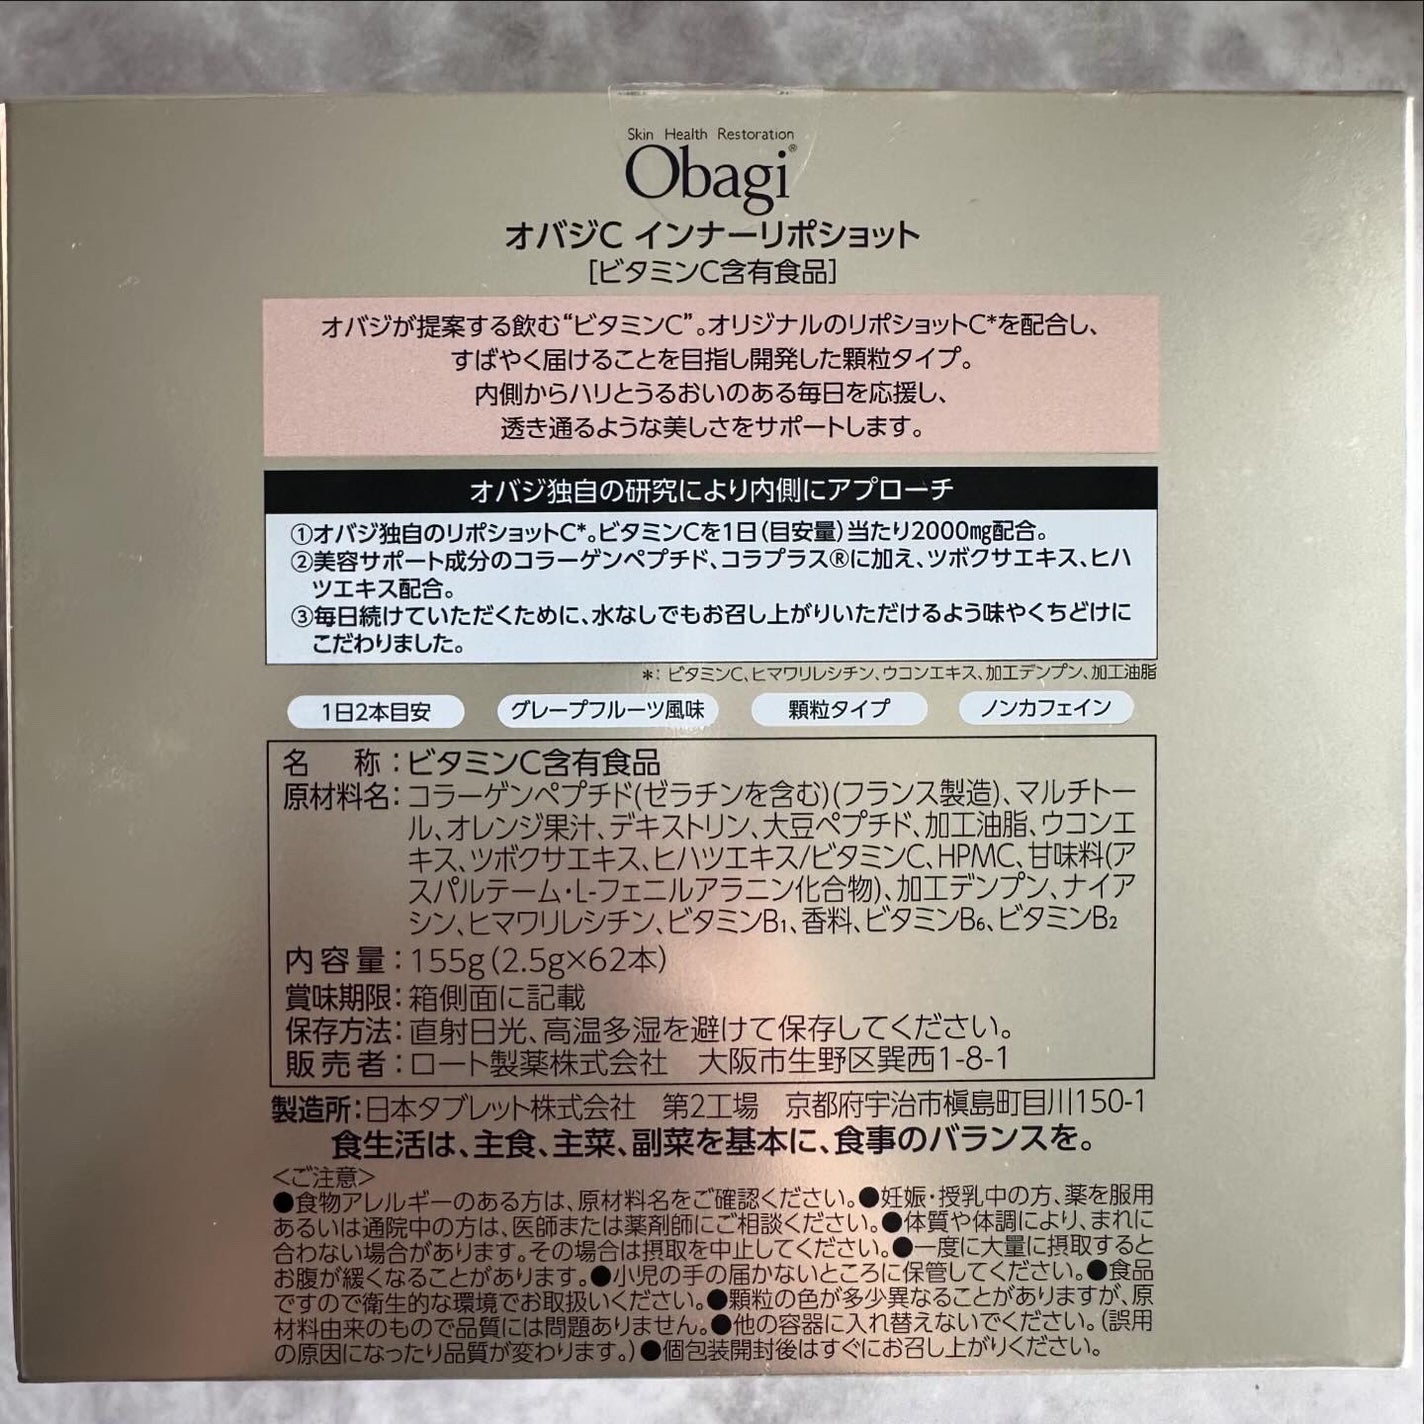 Skin Health Restoration
Obagi®
オバジC インナーリポショット
[ビタミンC含有食品]
オバジが提案する飲む“ビタミンC”。オリジナルのリポショットC*を配合し、
すばやく届けることを目指し開発した顆粒タイプ。
内側からハリとうるおいのある毎日を応援し、
透き通るような美しさをサポートします。
オバジ独自の研究により内側にアプローチ
①オバジ独自のリポショットC*。ビタミンCを1日(目安量)当たり2000㎎配合。
②美容サポート成分のコラーゲンペプチド、コラプラス®に加え、ツボクサエキス、ヒハ
ツエキス配合。
③毎日続けていただくために、水なしでもお召し上がりいただけるよう味やくちどけに
こだわりました。
*: ビタミンC、ヒマワリレシチン、ウコンエキス、加工デンプン、加工油脂
1日2本目安 グレープフルーツ風味 顆粒タイプ ノンカフェイン
名 称:ビタミンC含有食品
原材料名:コラーゲンペプチド(ゼラチンを含む)(フランス製造)、マルチトー
ル、オレンジ果汁、デキストリン、大豆ペプチド、加工油脂、ウコンエ
キス、ツボクサエキス、ヒハツエキス/ビタミンC、HPMC、甘味料(ア
スパルテーム・L-フェニルアラニン化合物)、加工デンプン、ナイア
シン、ヒマワリレシチン、ビタミンB₁、香料、ビタミンB₆、ビタミンB₂
内容量:155g(2.5g×62本)
賞味期限:箱側面に記載
保存方法:直射日光、高温多湿を避けて保存してください。
販売者:ロート製薬株式会社 大阪市生野区巽西1-8-1
製造所:日本タブレット株式会社 第2工場 京都府宇治市槇島町目川150-1
食生活は、主食、主菜、副菜を基本に、食事のバランスを。
<ご注意>
●食物アレルギーのある方は、原材料名をご確認ください。●妊娠・授乳中の方、薬を服用
あるいは通院中の方は、医師または薬剤師にご相談ください。●体質や体調により、まれに
合わない場合があります。その場合は摂取を中止してください。●一度に大量に摂取すると
お腹が緩くなることがあります。●小児の手の届かないところに保管してください。●食品
ですので衛生的な環境でお取扱いください。●顆粒の色が多少異なることがありますが、原
材料由来のもので品質には問題ありません。●他の容器に入れ替えないでください。(誤用
の原因になったり品質が変わります。)●個包装開封後はすぐにお召し上がりください。